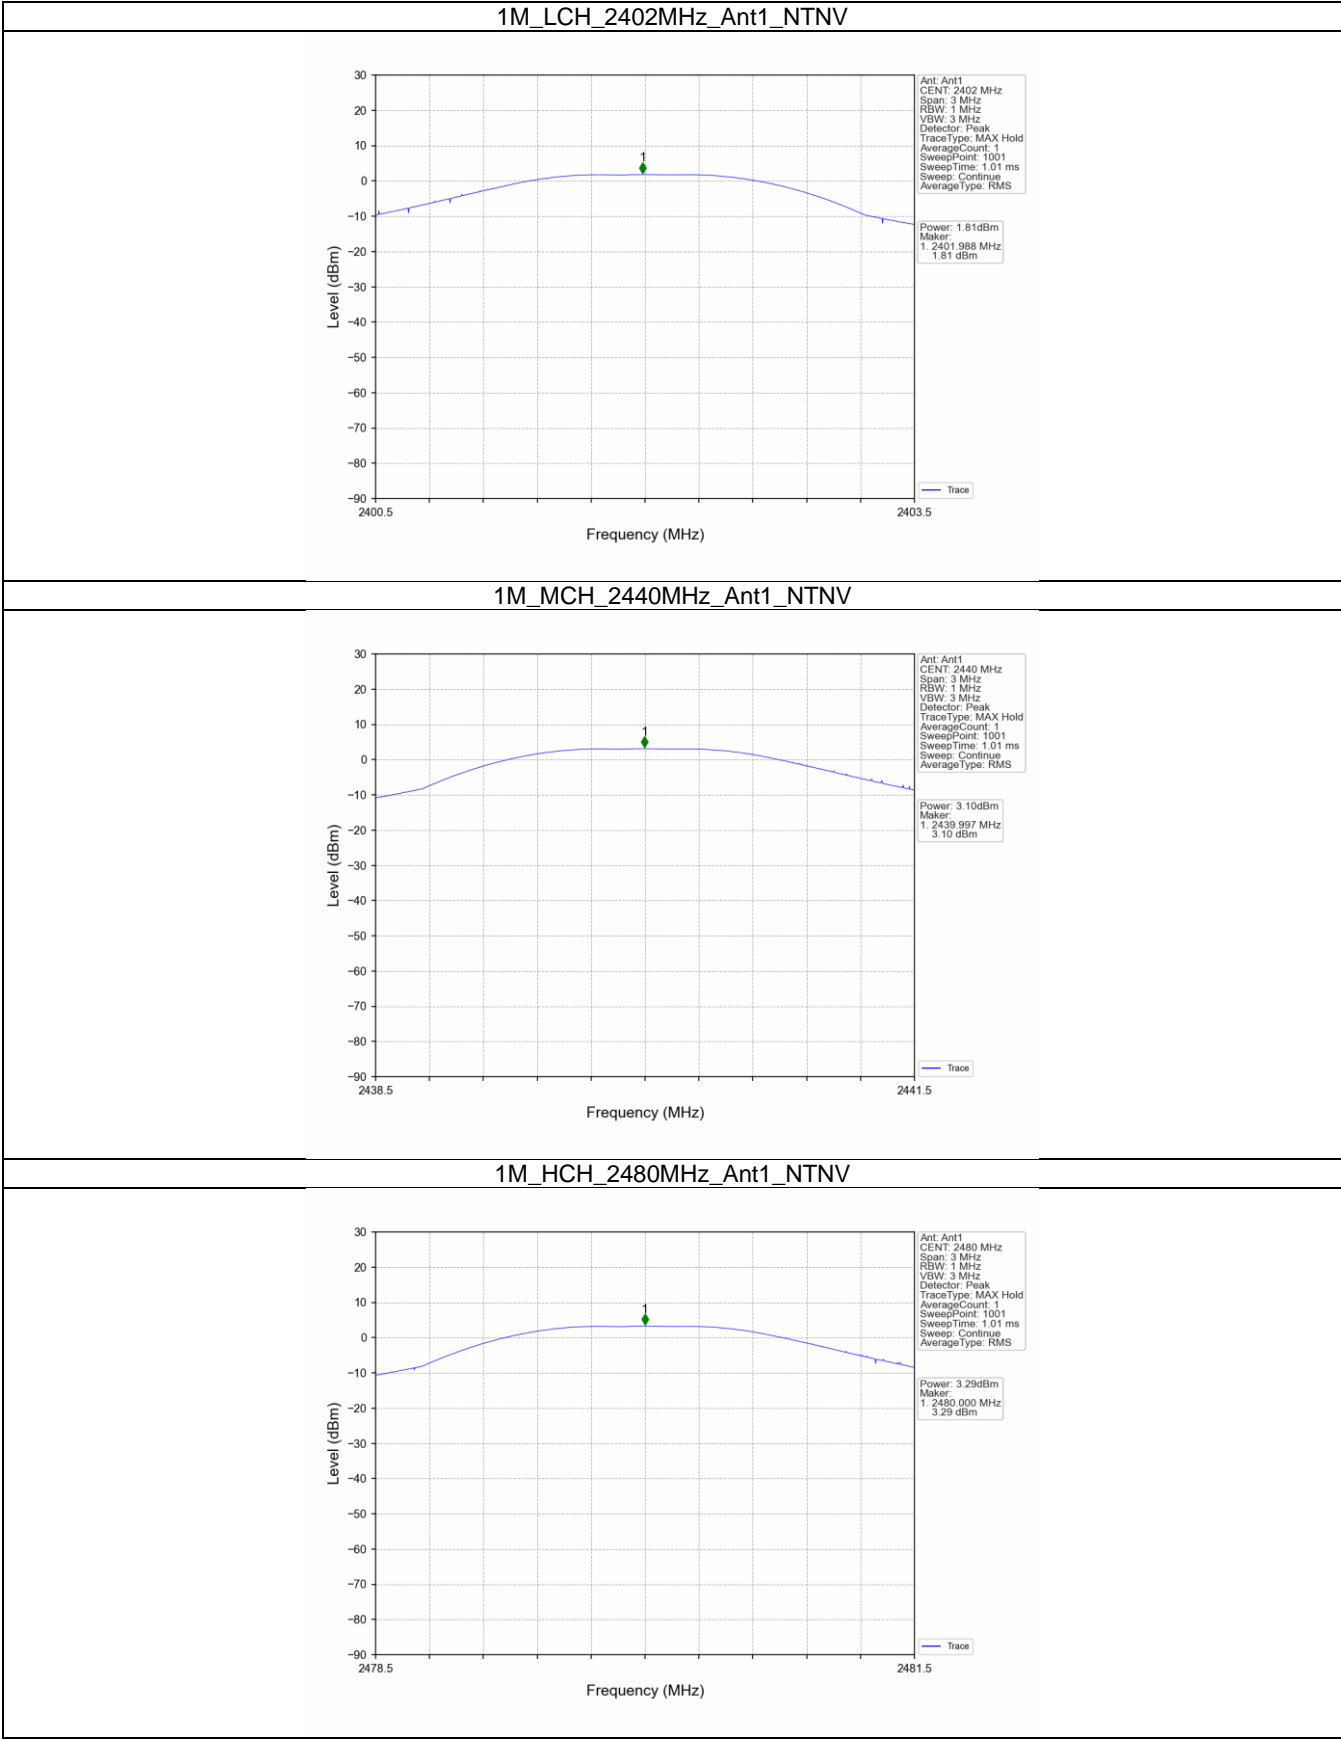 1M_LCH_2402MHz_Ant1_NTNV
30
20
10
0
−10
−20
−30
−40
−50
−60
−70
−80
−90
Level (dBm)
1
2400.5
2403.5
Frequency (MHz)
Ant: Ant1
CENT: 2402 MHz
Span: 3 MHz
RBW: 1 MHz
VBW: 3 MHz
Detector: Peak
TraceType: MAX Hold
AverageCount: 1
SweepPoint: 1001
SweepTime: 1.01 ms
Sweep: Continue
AverageType: RMS
Power: 1.81dBm
Maker:
1. 2401.988 MHz
1.81 dBm
Trace
1M_MCH_2440MHz_Ant1_NTNV
30
20
10
0
−10
−20
−30
−40
−50
−60
−70
−80
−90
Level (dBm)
1
2438.5
2441.5
Frequency (MHz)
Ant: Ant1
CENT: 2440 MHz
Span: 3 MHz
RBW: 1 MHz
VBW: 3 MHz
Detector: Peak
TraceType: MAX Hold
AverageCount: 1
SweepPoint: 1001
SweepTime: 1.01 ms
Sweep: Continue
AverageType: RMS
Power: 3.10dBm
Maker:
1. 2439.997 MHz
3.10 dBm
Trace
1M_HCH_2480MHz_Ant1_NTNV
30
20
10
0
−10
−20
−30
−40
−50
−60
−70
−80
−90
Level (dBm)
1
2478.5
2481.5
Frequency (MHz)
Ant: Ant1
CENT: 2480 MHz
Span: 3 MHz
RBW: 1 MHz
VBW: 3 MHz
Detector: Peak
TraceType: MAX Hold
AverageCount: 1
SweepPoint: 1001
SweepTime: 1.01 ms
Sweep: Continue
AverageType: RMS
Power: 3.29dBm
Maker:
1. 2480.000 MHz
3.29 dBm
Trace